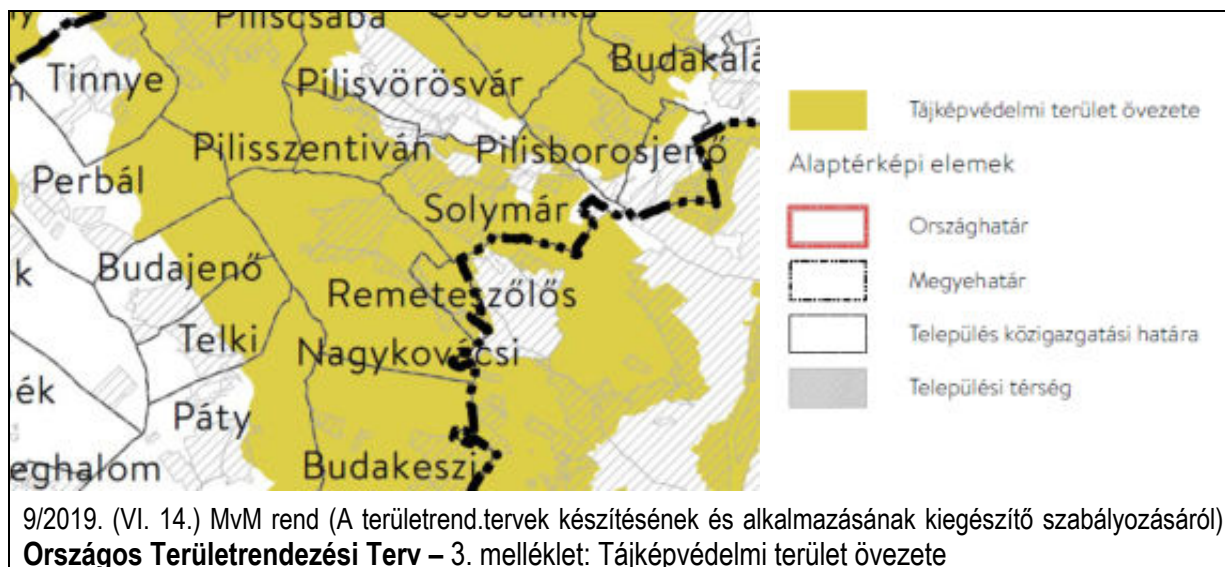 Piliscsaba
Csobánka
Tinnye
Pilisvörösvár
Budakalá
Pilisszentiván
Pilisborosjenő
Perbál
Solymár
Budajenő
Remeteszőlős
k
Telki
Nagykovácsi
ék
Páty
eghalom
Budakeszi
Tájképvédelmi terület övezete
Alaptérképi elemek
Országhatár
Megyehatár
Település közigazgatási határa
Települési térség
9/2019. (VI. 14.) MvM rend (A területrend.tervek készítésének és alkalmazásának kiegészítő szabályozásáról)
Országos Területrendezési Terv – 3. melléklet: Tájképvédelmi terület övezete